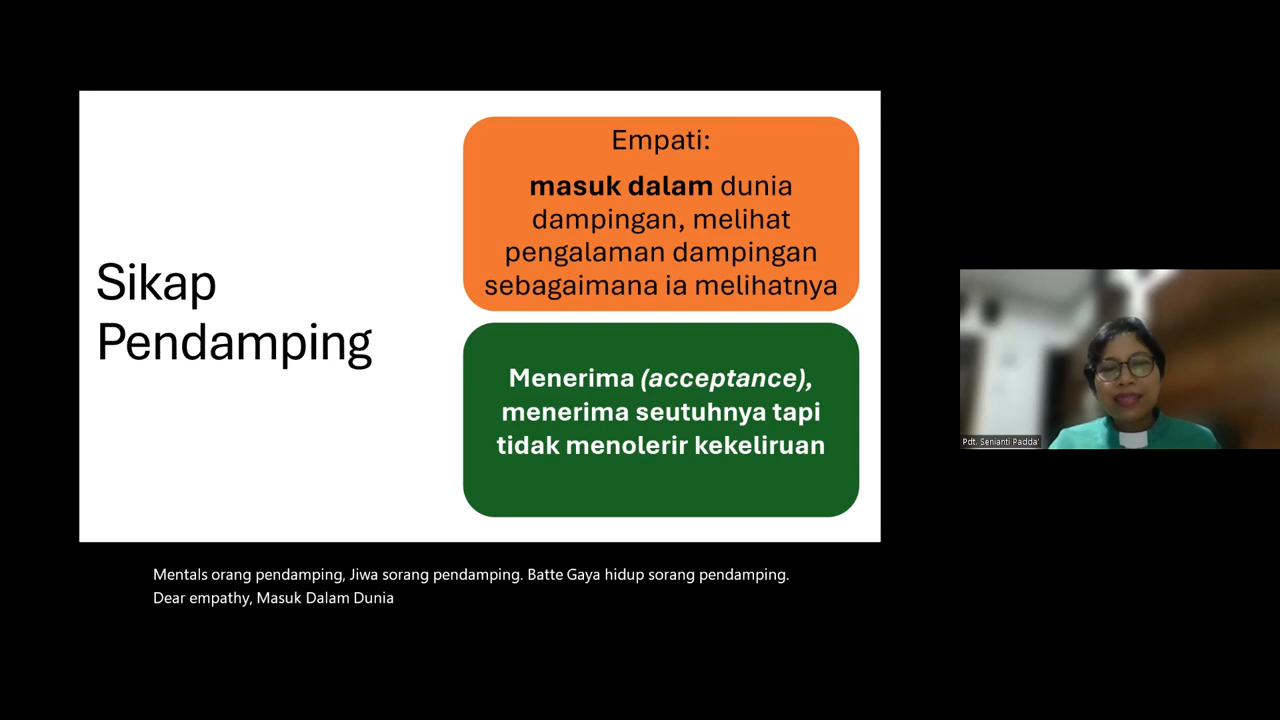 Sikap
Pendamping
Empati:
masuk dalam dunia
dampingan, melihat
pengalaman dampingan
sebagaimana ia melihatnya
Menerima (acceptance),
menerima seutuhnya tapi
tidak menolerir kekeliruan
Pdt. Senianti Padda'
Mentals orang pendamping, Jiwa sorang pendamping. Batte Gaya hidup sorang pendamping.
Dear empathy, Masuk Dalam Dunia